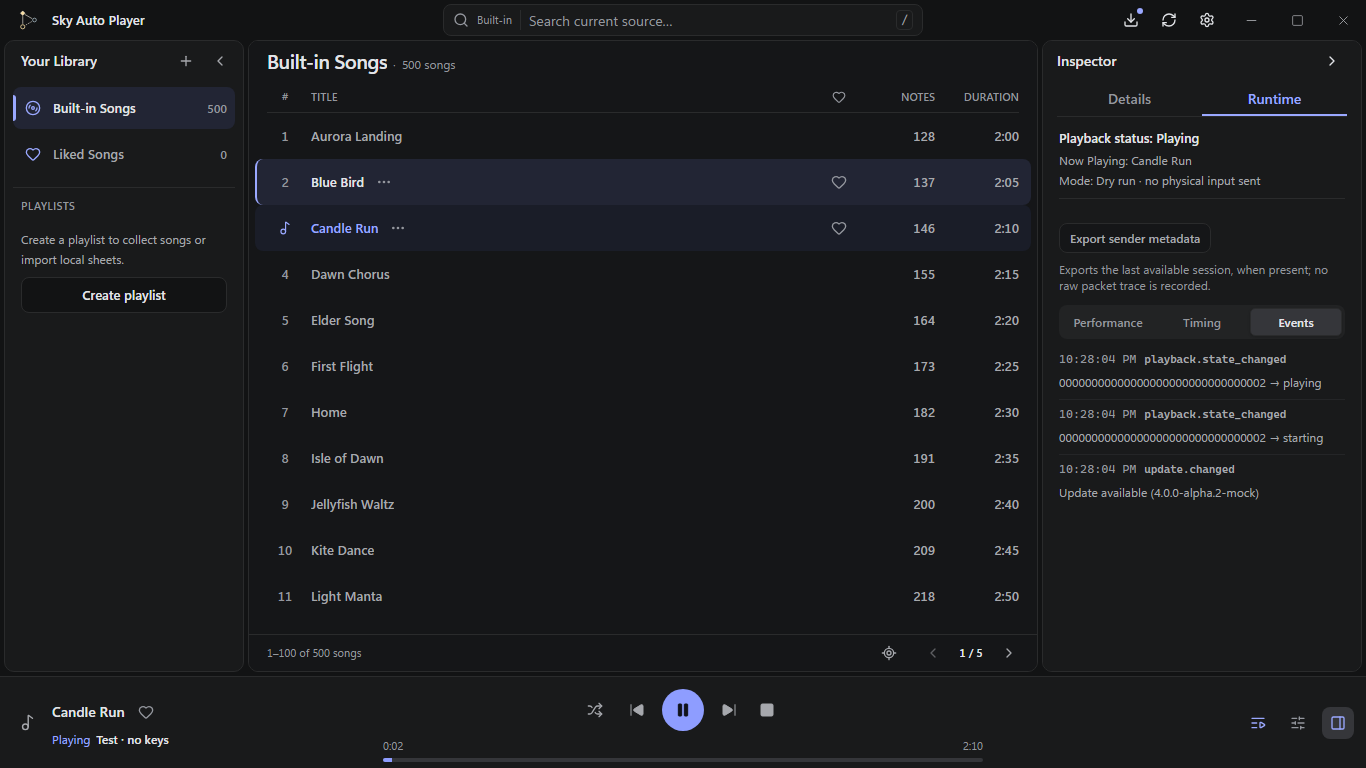 Sky Auto Player
Built-in
Search current source...
/
Your Library
Built-in Songs 500
Liked Songs 0
PLAYLISTS
Create a playlist to collect songs or
import local sheets.
Create playlist
Built-in Songs · 500 songs
# TITLE NOTES DURATION
1 Aurora Landing 128 2:00
2 Blue Bird ··· 137 2:05
Candle Run ··· 146 2:10
4 Dawn Chorus 155 2:15
5 Elder Song 164 2:20
6 First Flight 173 2:25
7 Home 182 2:30
8 Isle of Dawn 191 2:35
9 Jellyfish Waltz 200 2:40
10 Kite Dance 209 2:45
11 Light Manta 218 2:50
1–100 of 500 songs
1 / 5
Inspector
Details Runtime
Playback status: Playing
Now Playing: Candle Run
Mode: Dry run · no physical input sent
Export sender metadata
Exports the last available session, when present; no
raw packet trace is recorded.
Performance Timing Events
10:28:04 PM playback.state_changed
00000000000000000000000000000002 → playing
10:28:04 PM playback.state_changed
00000000000000000000000000000002 → starting
10:28:04 PM update.changed
Update available (4.0.0-alpha.2-mock)
Candle Run
Playing Test · no keys
0:02 2:10